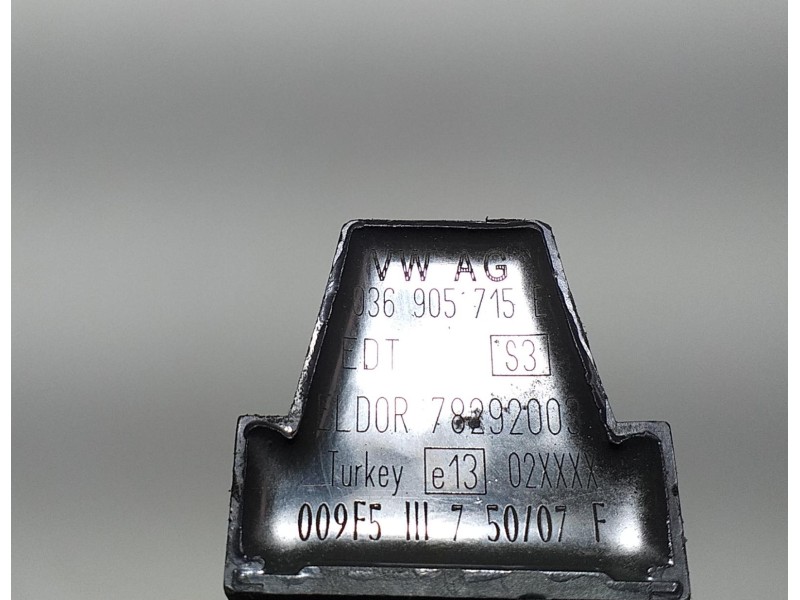 VW AG
036 905 715 E
EDT S3
ELDOR 78292003
Turkey e13 02XXXX
009F5 III 7 50/07 F